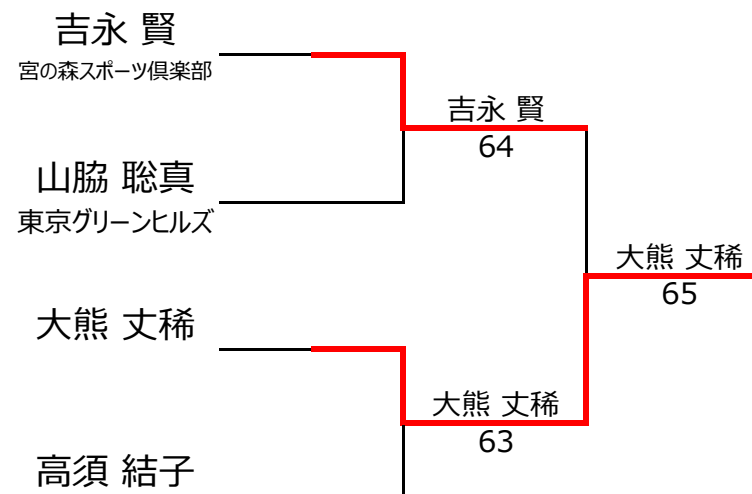 吉永 賢
宮の森スポーツ倶楽部
吉永 賢
64
山脇 聡真
東京グリーンヒルズ
大熊 丈稀
65
大熊 丈稀
大熊 丈稀
63
高須 結子